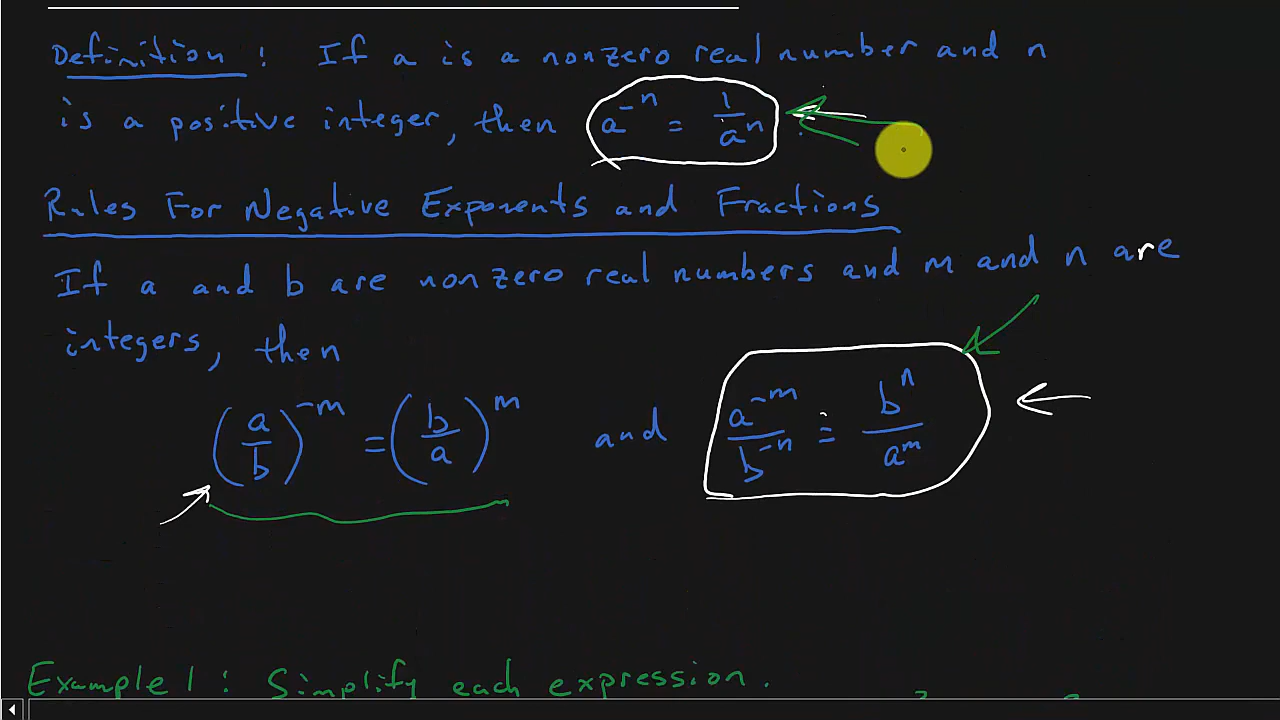 Definition: If a is a nonzero real number and n
is a positive integer, then a^-n = 1/a^n
Rules For Negative Exponents and Fractions
If a and b are nonzero real numbers and m and n are
integers, then
(a/b)^-m = (b/a)^m and a^-m/b^-n = b^n/a^m
Example 1: Simplify each expression.